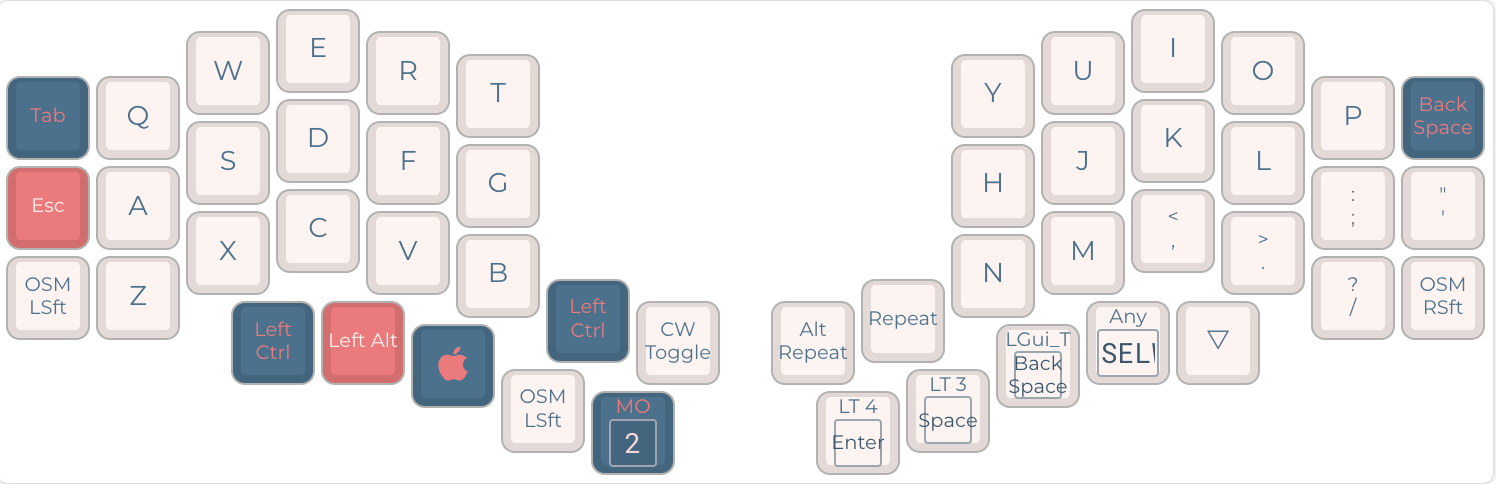 Tab
Q
W
E
R
T
Y
U
I
O
P
Back
Space
Esc
A
S
D
F
G
H
J
K
L
:
;
"
'
OSM
LSft
Z
X
C
V
B
N
M
<
,
>
.
?
/
OSM
RSft
Left
Ctrl
Left Alt
Left
Ctrl
CW
Toggle
Alt
Repeat
Repeat
LGui_T
Back
Space
Any
▽
OSM
LSft
MO
2
LT 4
Enter
LT 3
Space